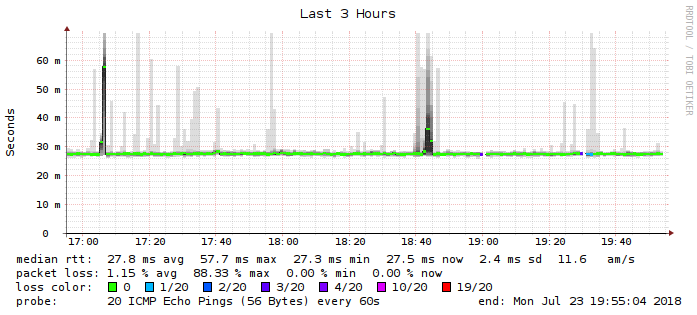 Last 3 Hours
RRDTOOL / TOBI OETIKER
Seconds
60 m
50 m
40 m
30 m
20 m
10 m
0
17:00 17:20 17:40 18:00 18:20 18:40 19:00 19:20 19:40
median rtt: 27.8 ms avg 57.7 ms max 27.3 ms min 27.5 ms now 2.4 ms sd 11.6 am/s
packet loss: 1.15 % avg 88.33 % max 0.00 % min 0.00 % now
loss color: 0 1/20 2/20 3/20 4/20 10/20 19/20
probe: 20 ICMP Echo Pings (56 Bytes) every 60s end: Mon Jul 23 19:55:04 2018